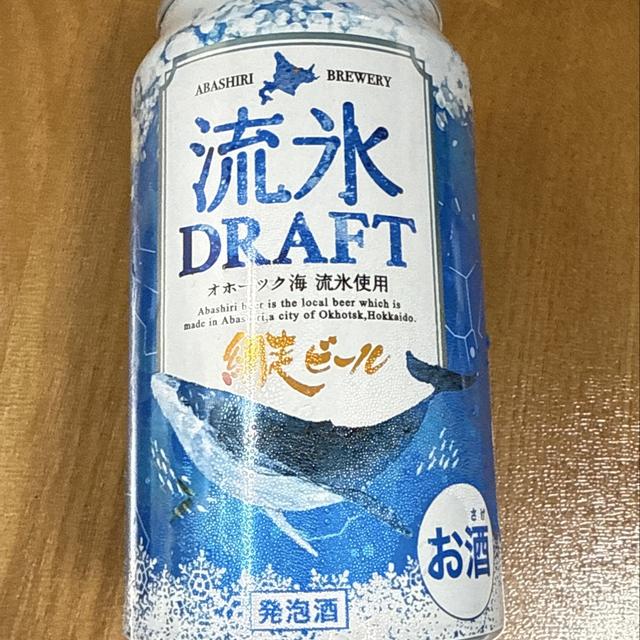 ABASHIRI BREWERY
流氷
DRAFT
オホーツク海 流氷使用
Abashiri beer is the local beer which is
made in Abashiri,a city of Okhotsk,Hokkaido.
網走ビール
さけ
お酒
発泡酒